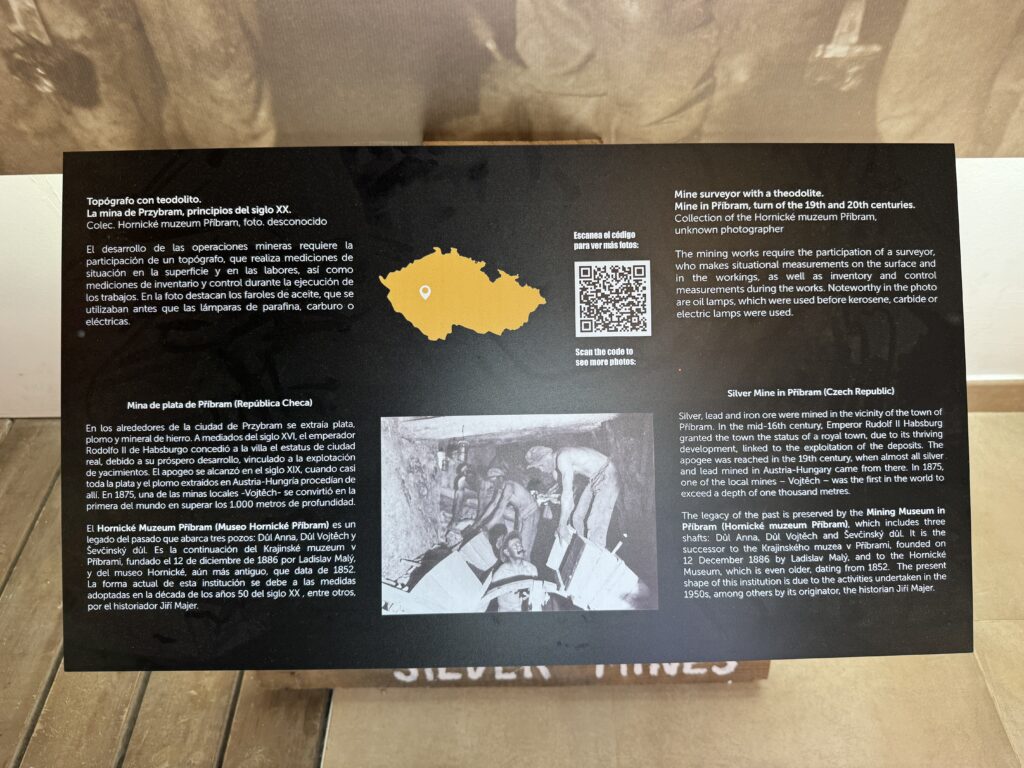 Topógrafo con teodolito.
La mina de Przybram, principios del siglo XX.
Colec. Hornické muzeum Příbram, foto. desconocido
El desarrollo de las operaciones mineras requiere la
participación de un topógrafo, que realiza mediciones de
situación en la superficie y en las labores, así como
mediciones de inventario y control durante la ejecución de
los trabajos. En la foto destacan los faroles de aceite, que se
utilizaban antes que las lámparas de parafina, carburo o
eléctricas.
Escanea el código
para ver más fotos:
Scan the code to
see more photos:
Mine surveyor with a theodolite.
Mine in Příbram, turn of the 19th and 20th centuries.
Collection of the Hornické muzeum Příbram,
unknown photographer
The mining works require the participation of a surveyor,
who makes situational measurements on the surface and
in the workings, as well as inventory and control
measurements during the works. Noteworthy in the photo
are oil lamps, which were used before kerosene, carbide or
electric lamps were used.
Mina de plata de Příbram (República Checa)
En los alrededores de la ciudad de Przybram se extraía plata,
plomo y mineral de hierro. A mediados del siglo XVI, el emperador
Rodolfo II de Habsburgo concedió a la villa el estatus de ciudad
real, debido a su próspero desarrollo, vinculado a la explotación
de yacimientos. El apogeo se alcanzó en el siglo XIX, cuando casi
toda la plata y el plomo extraídos en Austria-Hungría procedían de
allí. En 1875, una de las minas locales -Vojtěch- se convirtió en la
primera del mundo en superar los 1.000 metros de profundidad.
El Hornické Muzeum Příbram (Museo Hornické Příbram) es un
legado del pasado que abarca tres pozos: Důl Anna, Důl Vojtěch y
Ševčinský důl. Es la continuación del Krajinské muzeum v
Příbrami, fundado el 12 de diciembre de 1886 por Ladislav Malý,
y del museo Hornické, aún más antiguo, que data de 1852.
La forma actual de esta institución se debe a las medidas
adoptadas en la década de los años 50 del siglo XX , entre otros,
por el historiador Jiří Majer.
Silver Mine in Příbram (Czech Republic)
Silver, lead and iron ore were mined in the vicinity of the town of
Příbram. In the mid-16th century, Emperor Rudolf II Habsburg
granted the town the status of a royal town, due to its thriving
development, linked to the exploitation of the deposits. The
apogee was reached in the 19th century, when almost all silver
and lead mined in Austria-Hungary came from there. In 1875,
one of the local mines – Vojtěch – was the first in the world to
exceed a depth of one thousand metres.
The legacy of the past is preserved by the Mining Museum in
Příbram (Hornické muzeum Příbram), which includes three
shafts: Důl Anna, Důl Vojtěch and Ševčinský důl. It is the
successor to the Krajinského muzea v Příbrami, founded on
12 December 1886 by Ladislav Malý, and to the Hornické
Museum, which is even older, dating from 1852. The present
shape of this institution is due to the activities undertaken in the
1950s, among others by its originator, the historian Jiří Majer.
SILVER MINES